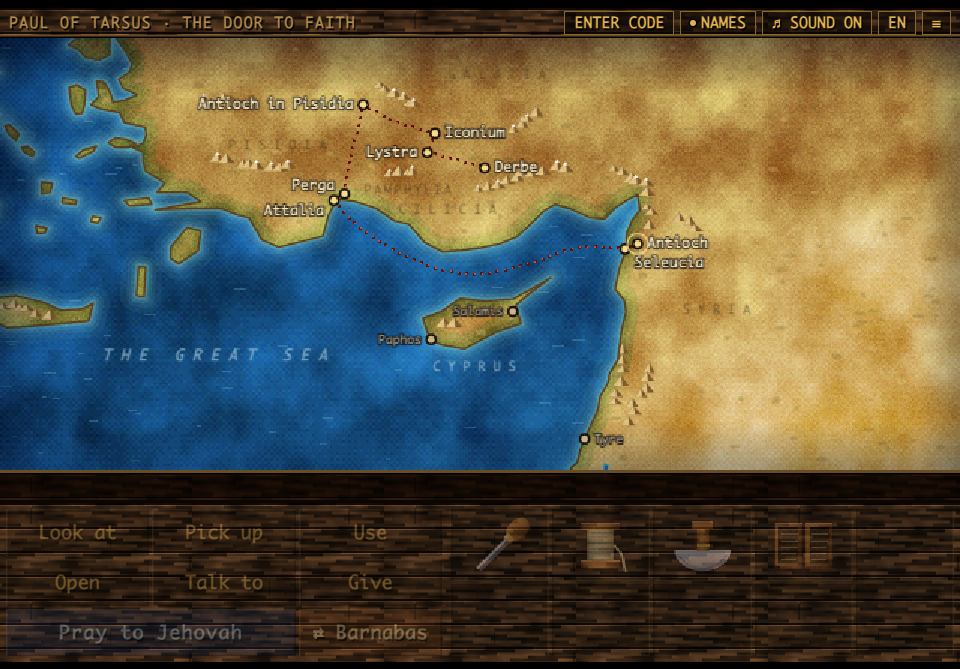 PAUL OF TARSUS · THE DOOR TO FAITH
ENTER CODE
• NAMES
♬ SOUND ON
EN
≡
GALATIA
Antioch in Pisidia
Iconium
PISIDIA
Lystra
Derbe
Perga
PAMPHYLIA
Attalia
CILICIA
Antioch
Seleucia
SYRIA
Salamis
Paphos
THE GREAT SEA
CYPRUS
Tyre
Look at
Pick up
Use
Open
Talk to
Give
Pray to Jehovah
⇄ Barnabas